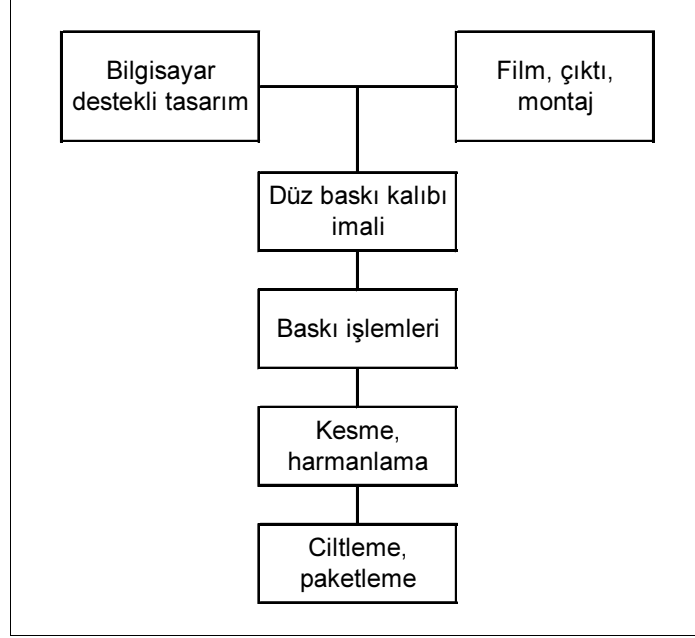 Bilgisayar
destekli tasarım
Film, çıktı,
montaj
Düz baskı kalıbı
imali
Baskı işlemleri
Kesme,
harmanlama
Ciltleme,
paketleme